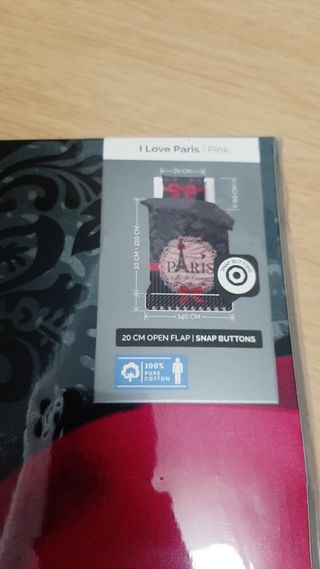 I Love Paris | Pink
70 CM
60 CM
20 CM + 220 CM
PARIS
SNAP BUTTONS
140 CM
20 CM OPEN FLAP | SNAP BUTTONS
100%
PURE
COTTON